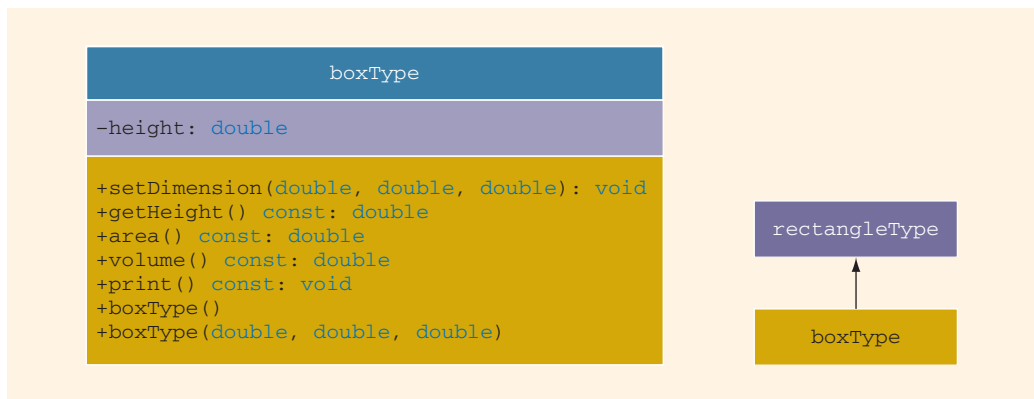 boxType
–height: double
+setDimension(double, double, double): void
+getHeight() const: double
+area() const: double
+volume() const: double
+print() const: void
+boxType()
+boxType(double, double, double)
rectangleType
boxType